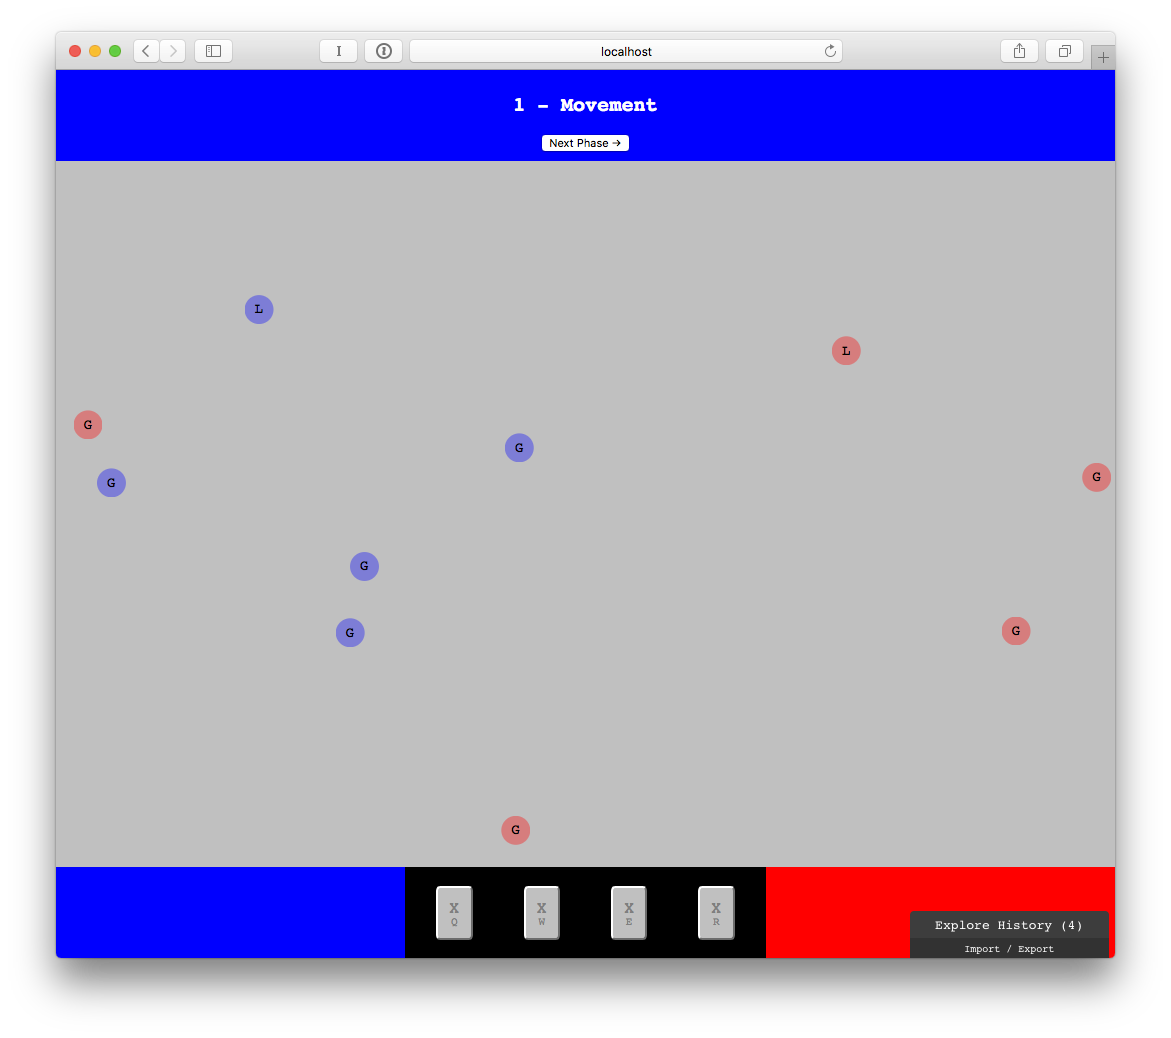 I
localhost
1 – Movement
Next Phase →
L
L
G
G
G
G
G
G
G
G
X
Q
X
W
X
E
X
R
Explore History (4)
Import / Export